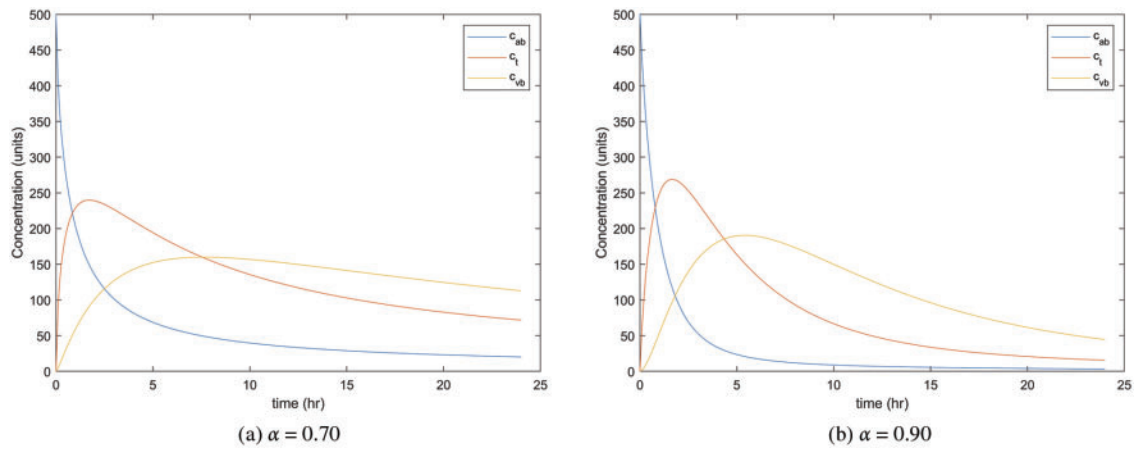 500
450
400
350
300
250
200
150
100
50
0
Concentration (units)
0 5 10 15 20 25
time (hr)
c_ab
c_t
c_vb
(a) α = 0.70
500
450
400
350
300
250
200
150
100
50
0
Concentration (units)
0 5 10 15 20 25
time (hr)
c_ab
c_t
c_vb
(b) α = 0.90